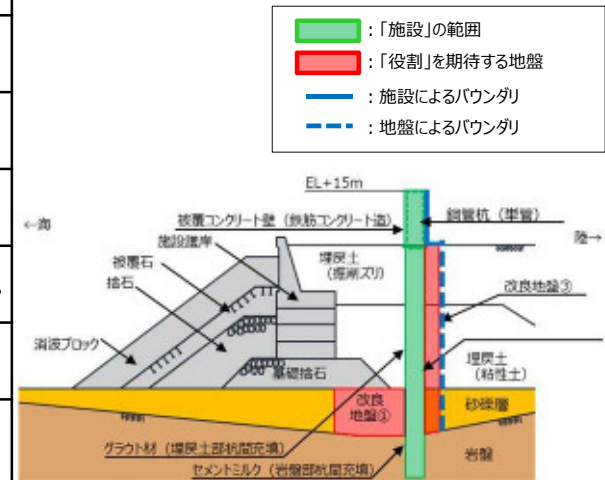 ：「施設」の範囲
：「役割」を期待する地盤
：施設によるバウンダリ
：地盤によるバウンダリ
EL+15m
←海
被覆コンクリート壁（鉄筋コンクリート造）
鋼管杭（単管）
陸→
施設護岸
埋戻土
（掘削ズリ）
被覆石
捨石
改良地盤③
消波ブロック
埋戻土
（粘性土）
基礎捨石
改良
地盤①
砂礫層
グラウト材（埋戻土部杭間充填）
岩盤
セメントミルク（岩盤部杭間充填）